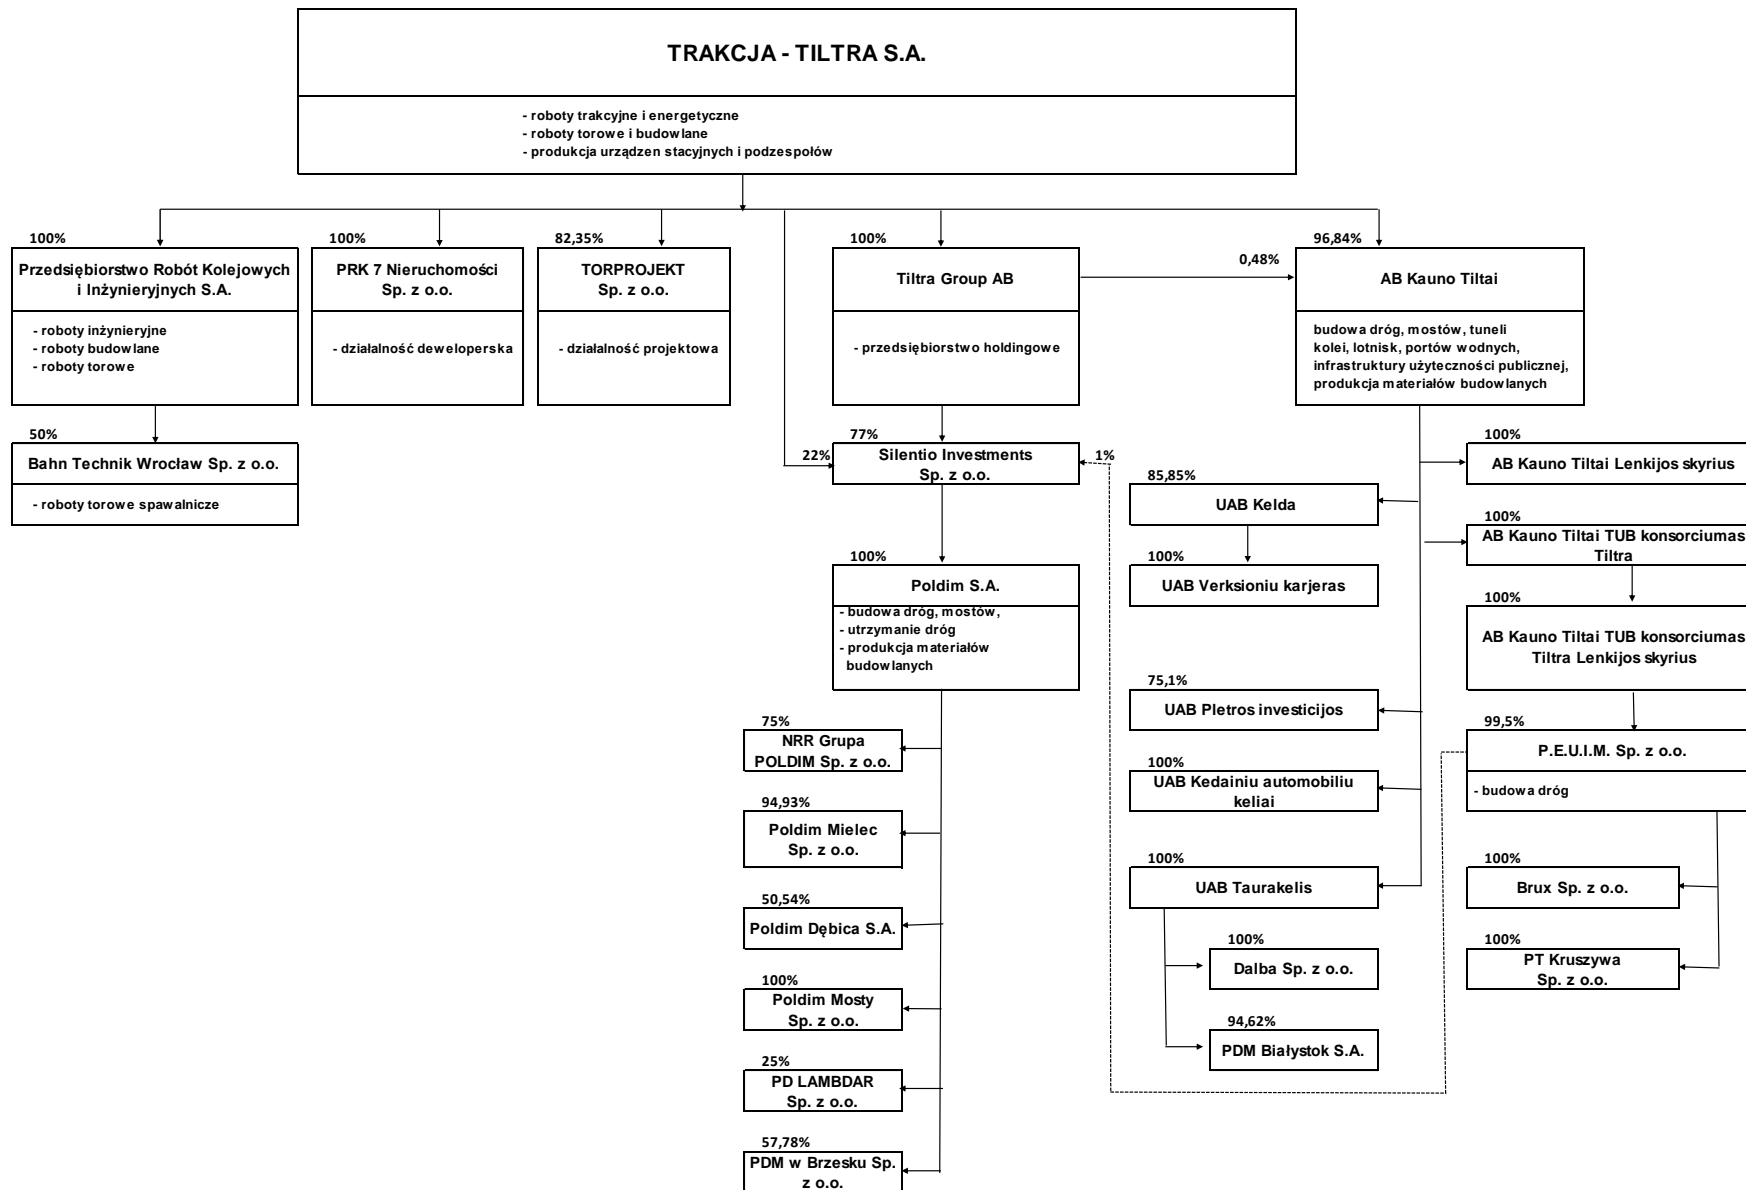 TRAKCJA - TILTRA S.A.
- roboty trakcyjne i energetyczne
- roboty torowe i budowlane
- produkcja urządzen stacyjnych i podzespołów
100%
Przedsiębiorstwo Robót Kolejowych
i Inżynieryjnych S.A.
- roboty inżynieryjne
- roboty budowlane
- roboty torowe
50%
Bahn Technik Wrocław Sp. z o.o.
- roboty torowe spawalnicze
100%
PRK 7 Nieruchomości
Sp. z o.o.
- działalność deweloperska
82,35%
TORPROJEKT
Sp. z o.o.
- działalność projektowa
100%
Tiltra Group AB
- przedsiębiorstwo holdingowe
0,48%
96,84%
AB Kauno Tiltai
budowa dróg, mostów, tuneli
kolei, lotnisk, portów wodnych,
infrastruktury użyteczności publicznej,
produkcja materiałów budowlanych
77%
22%
Silentio Investments
Sp. z o.o.
1%
100%
Poldim S.A.
- budowa dróg, mostów,
- utrzymanie dróg
- produkcja materiałów
budowlanych
75%
NRR Grupa
POLDIM Sp. z o.o.
94,93%
Poldim Mielec
Sp. z o.o.
50,54%
Poldim Dębica S.A.
100%
Poldim Mosty
Sp. z o.o.
25%
PD LAMBDAR
Sp. z o.o.
57,78%
PDM w Brzesku Sp.
z o.o.
85,85%
UAB Kelda
100%
UAB Verksioniu karjeras
75,1%
UAB Pletros investicijos
100%
UAB Kedainiu automobiliu
keliai
100%
UAB Taurakelis
100%
Dalba Sp. z o.o.
94,62%
PDM Białystok S.A.
100%
AB Kauno Tiltai Lenkijos skyrius
100%
AB Kauno Tiltai TUB konsorciumas
Tiltra
100%
AB Kauno Tiltai TUB konsorciumas
Tiltra Lenkijos skyrius
99,5%
P.E.U.I.M. Sp. z o.o.
- budowa dróg
100%
Brux Sp. z o.o.
100%
PT Kruszywa
Sp. z o.o.